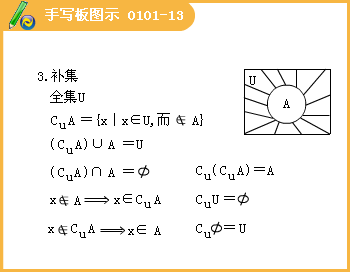 手写板图示 0101-13
3.补集
全集U
CᵤA={x|x∈U,而 ∉ A}
(CᵤA)∪ A =U
(CᵤA)∩ A =ϕ Cᵤ(CᵤA)=A
x∉A⟹x∈CᵤA CᵤU=ϕ
x∉CᵤA ⟹x∈ A Cᵤϕ=U
U
A